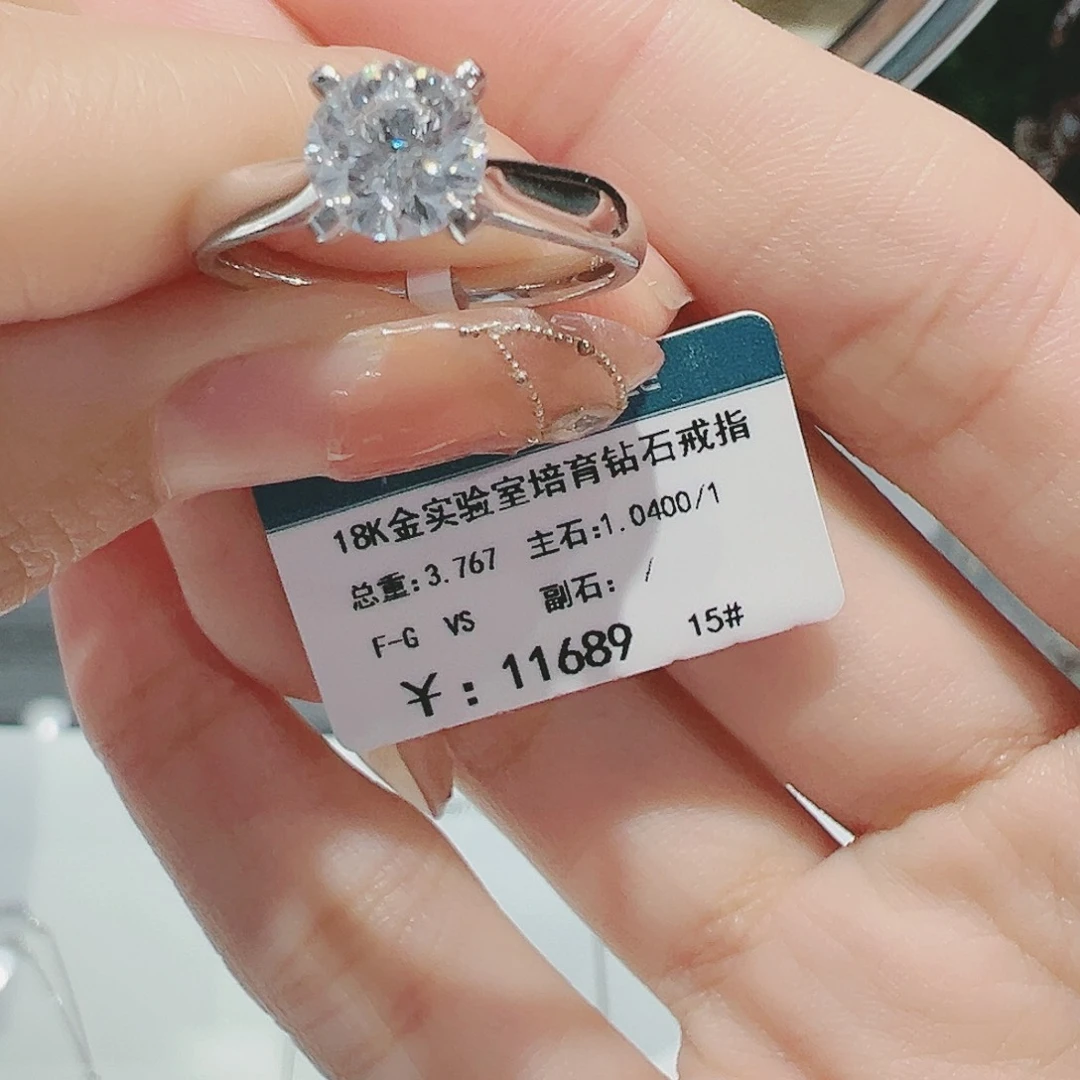 18K金实验室培育钻石戒指
总重:3.767 主石:1.0400/1
F-G VS 副石: /
￥: 11689 15#